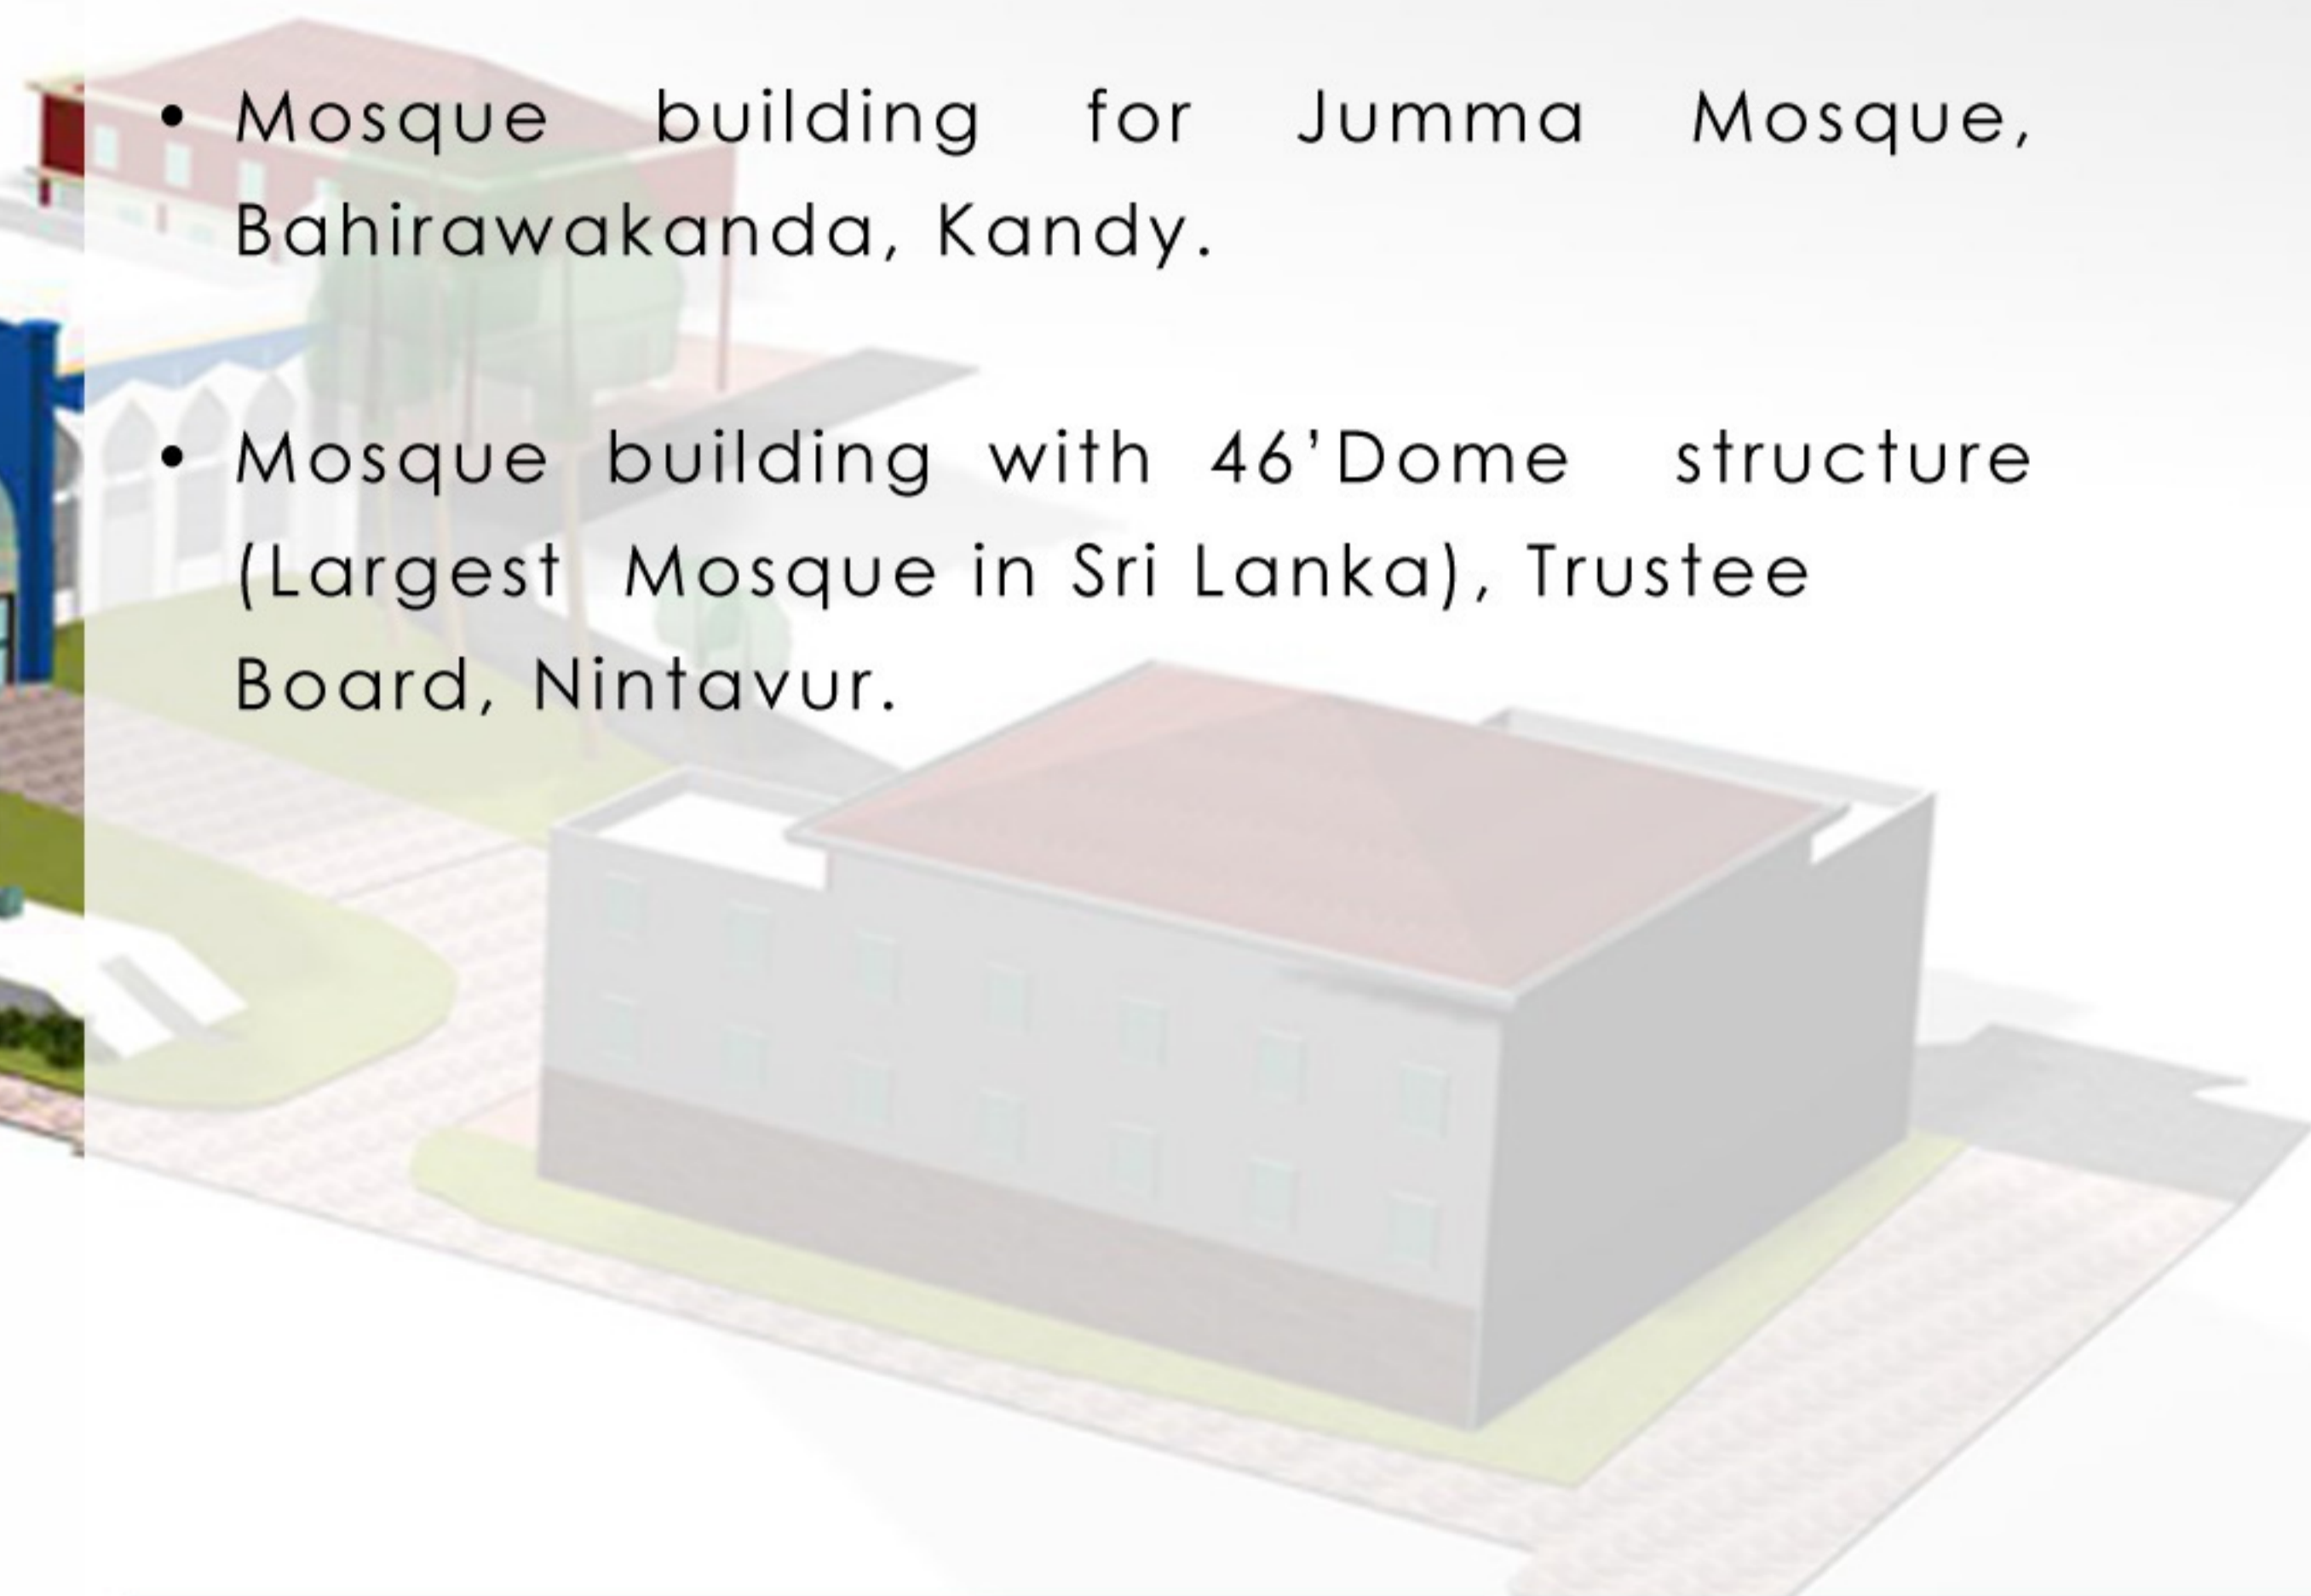 • Mosque building for Jumma Mosque,
Bahirawakanda, Kandy.
• Mosque building with 46’Dome structure
(Largest Mosque in Sri Lanka), Trustee
Board, Nintavur.